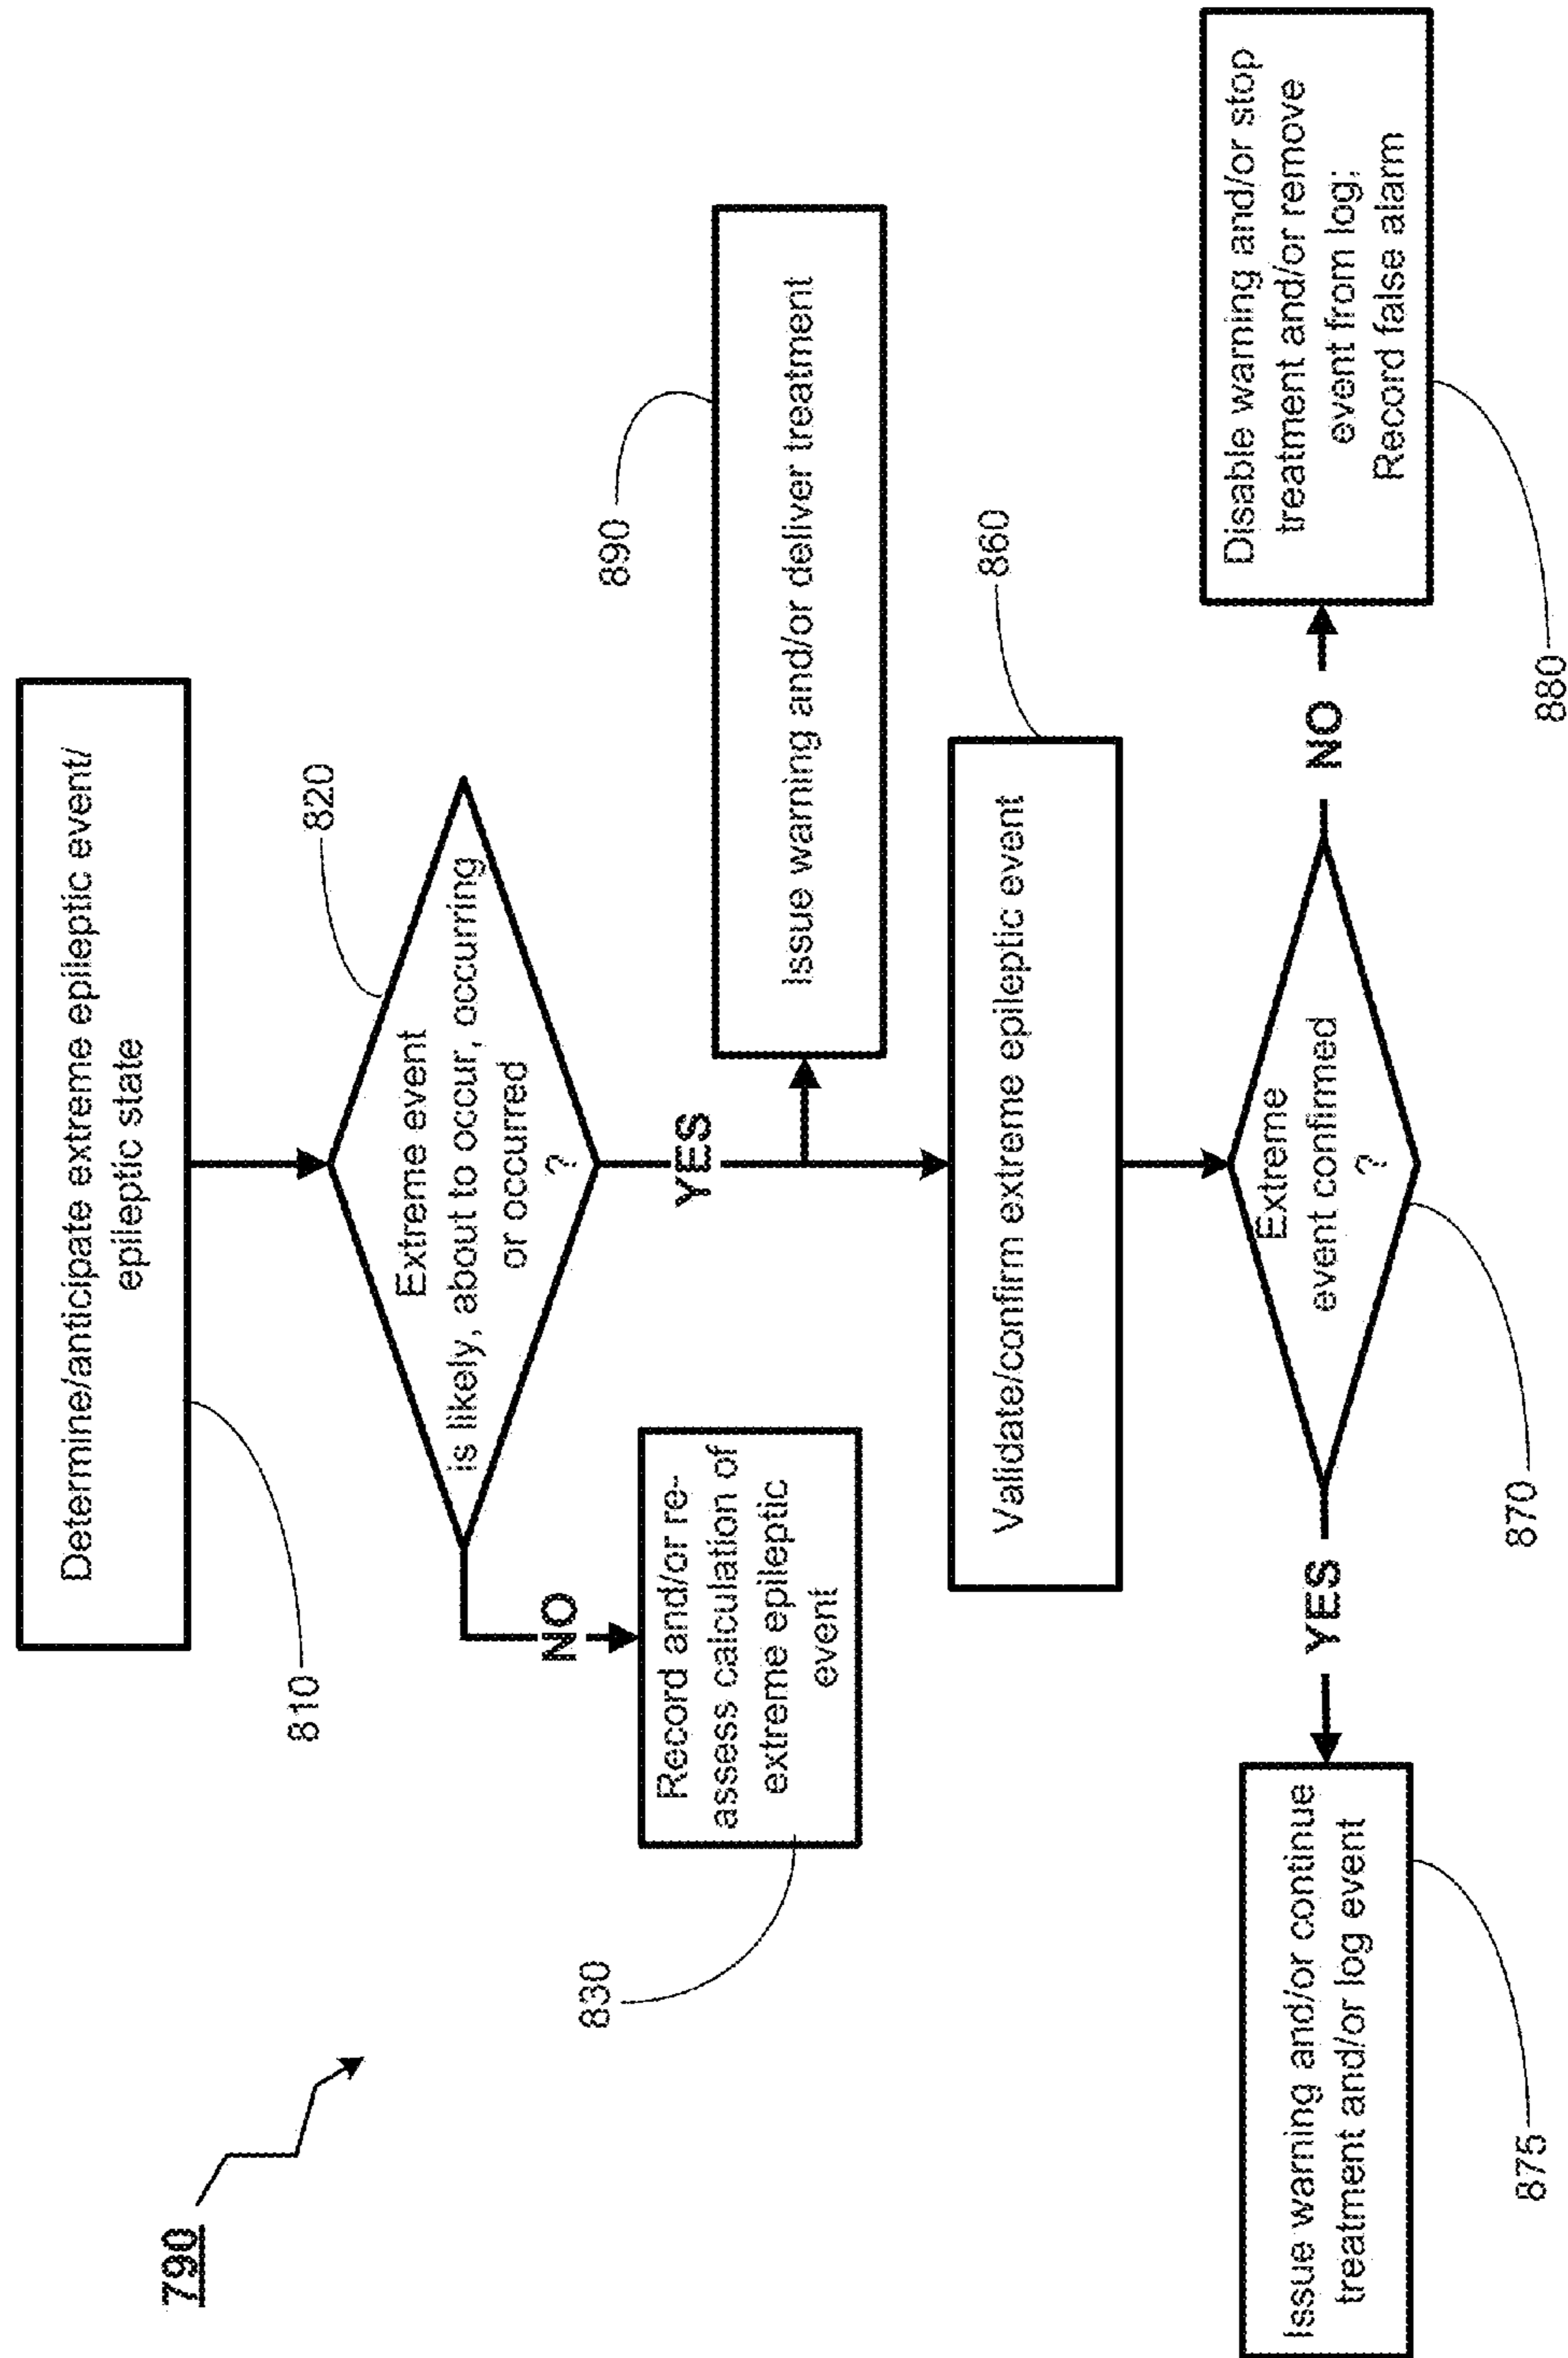 790
Determine/anticipate extreme epileptic event/
epileptic state
810
Extreme event
is likely, about to occur, occurring
or occurred
?
820
NO
Record and/or re-
assess calculation of
extreme epileptic
event
830
YES
Issue warning and/or deliver treatment
890
Validate/confirm extreme epileptic event
860
Extreme
event confirmed
?
870
YES
Issue warning and/or continue
treatment and/or log event
875
NO
Disable warning and/or stop
treatment and/or remove
event from log;
Record false alarm
880